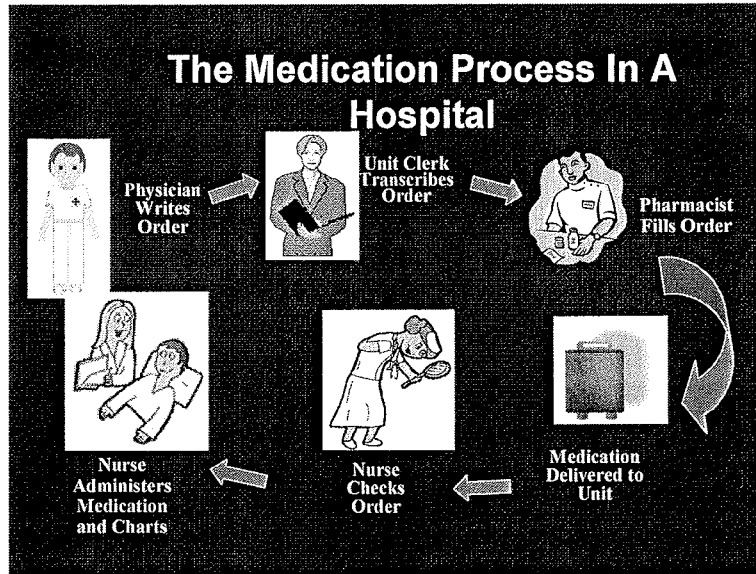 The Medication Process In A
Hospital
Physician
Writes
Order
Unit Clerk
Transcribes
Order
Pharmacist
Fills Order
Medication
Delivered to
Unit
Nurse
Checks
Order
Nurse
Administers
Medication
and Charts